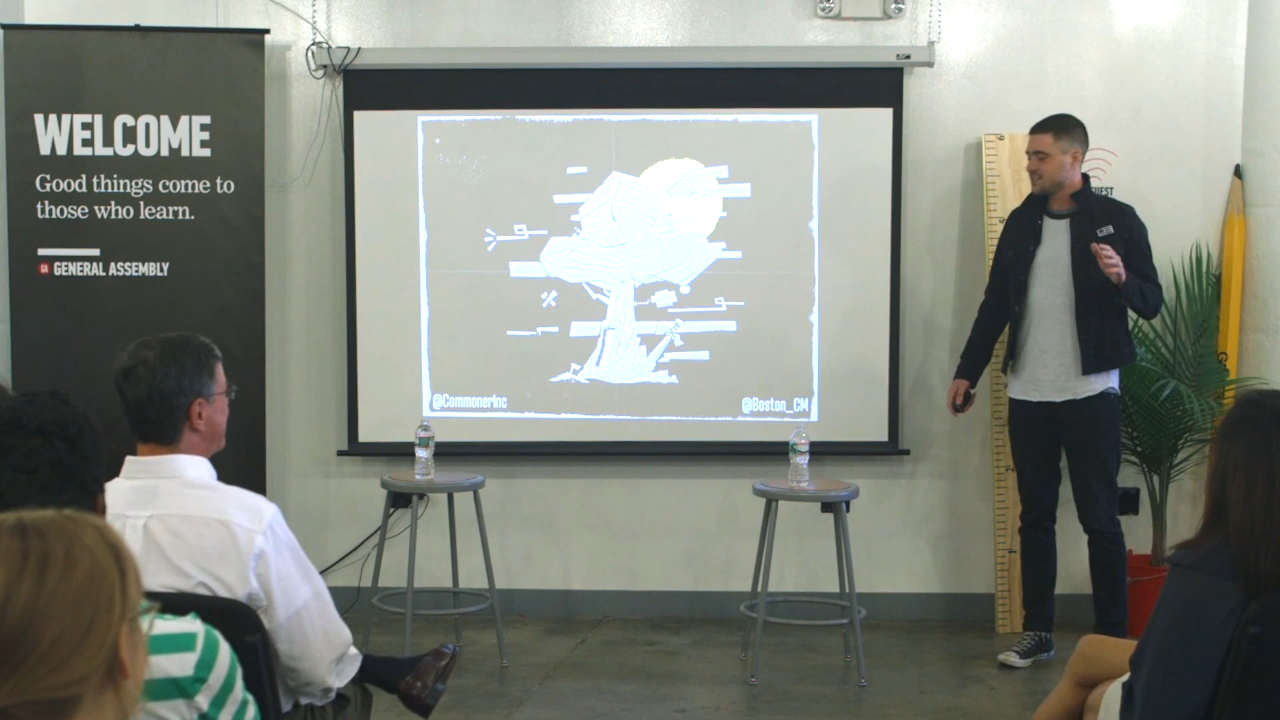 WELCOME
Good things come to
those who learn.
GA GENERAL ASSEMBLY
@CommonerInc
@Boston_CM